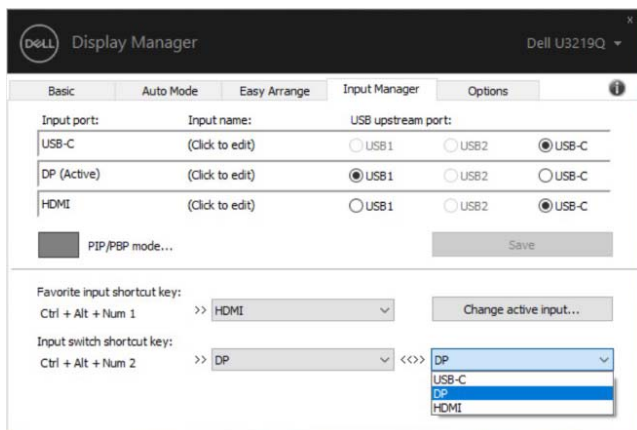 DELL Display Manager Dell U3219Q
Basic Auto Mode Easy Arrange Input Manager Options
Input port: Input name: USB upstream port:
USB-C (Click to edit) USB1 USB2 USB-C
DP (Active) (Click to edit) USB1 USB2 USB-C
HDMI (Click to edit) USB1 USB2 USB-C
PIP/PBP mode... Save
Favorite input shortcut key:
Ctrl + Alt + Num 1 >> HDMI Change active input...
Input switch shortcut key:
Ctrl + Alt + Num 2 >> DP <<>> DP
USB-C
DP
HDMI